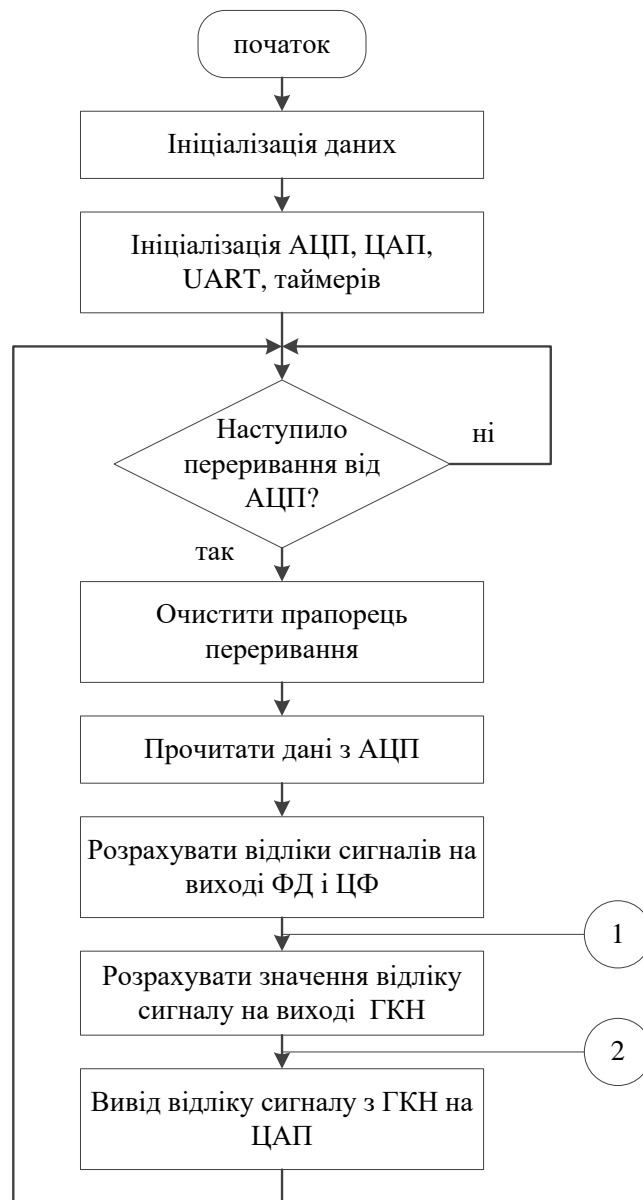 початок
Ініціалізація даних
Ініціалізація АЦП, ЦАП,
UART, таймерів
Наступило
переривання від
АЦП?
ні
так
Очистити прапорець
переривання
Прочитати дані з АЦП
Розрахувати відліки сигналів на
виході ФД і ЦФ
1
Розрахувати значення відліку
сигналу на виході ГКН
2
Вивід відліку сигналу з ГКН на
ЦАП